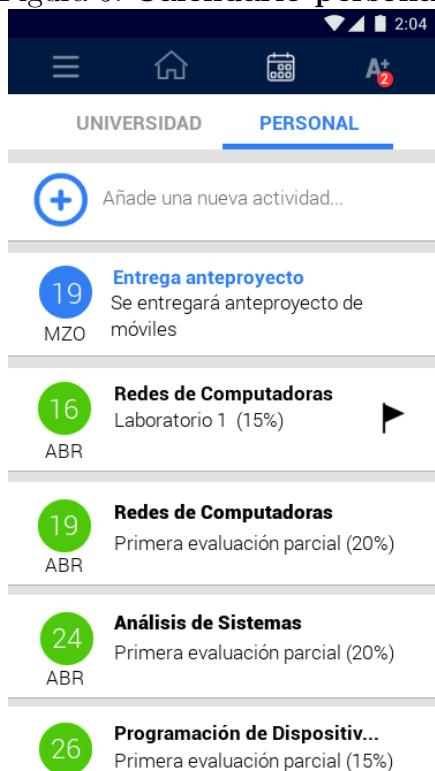 Figura 6: Calendario persona
2:04
A+
2
UNIVERSIDAD PERSONAL
Añade una nueva actividad...
19
MZO
Entrega anteproyecto
Se entregará anteproyecto de
móviles
16
ABR
Redes de Computadoras
Laboratorio 1 (15%)
19
ABR
Redes de Computadoras
Primera evaluación parcial (20%)
24
ABR
Análisis de Sistemas
Primera evaluación parcial (20%)
26
Programación de Dispositiv...
Primera evaluación parcial (15%)